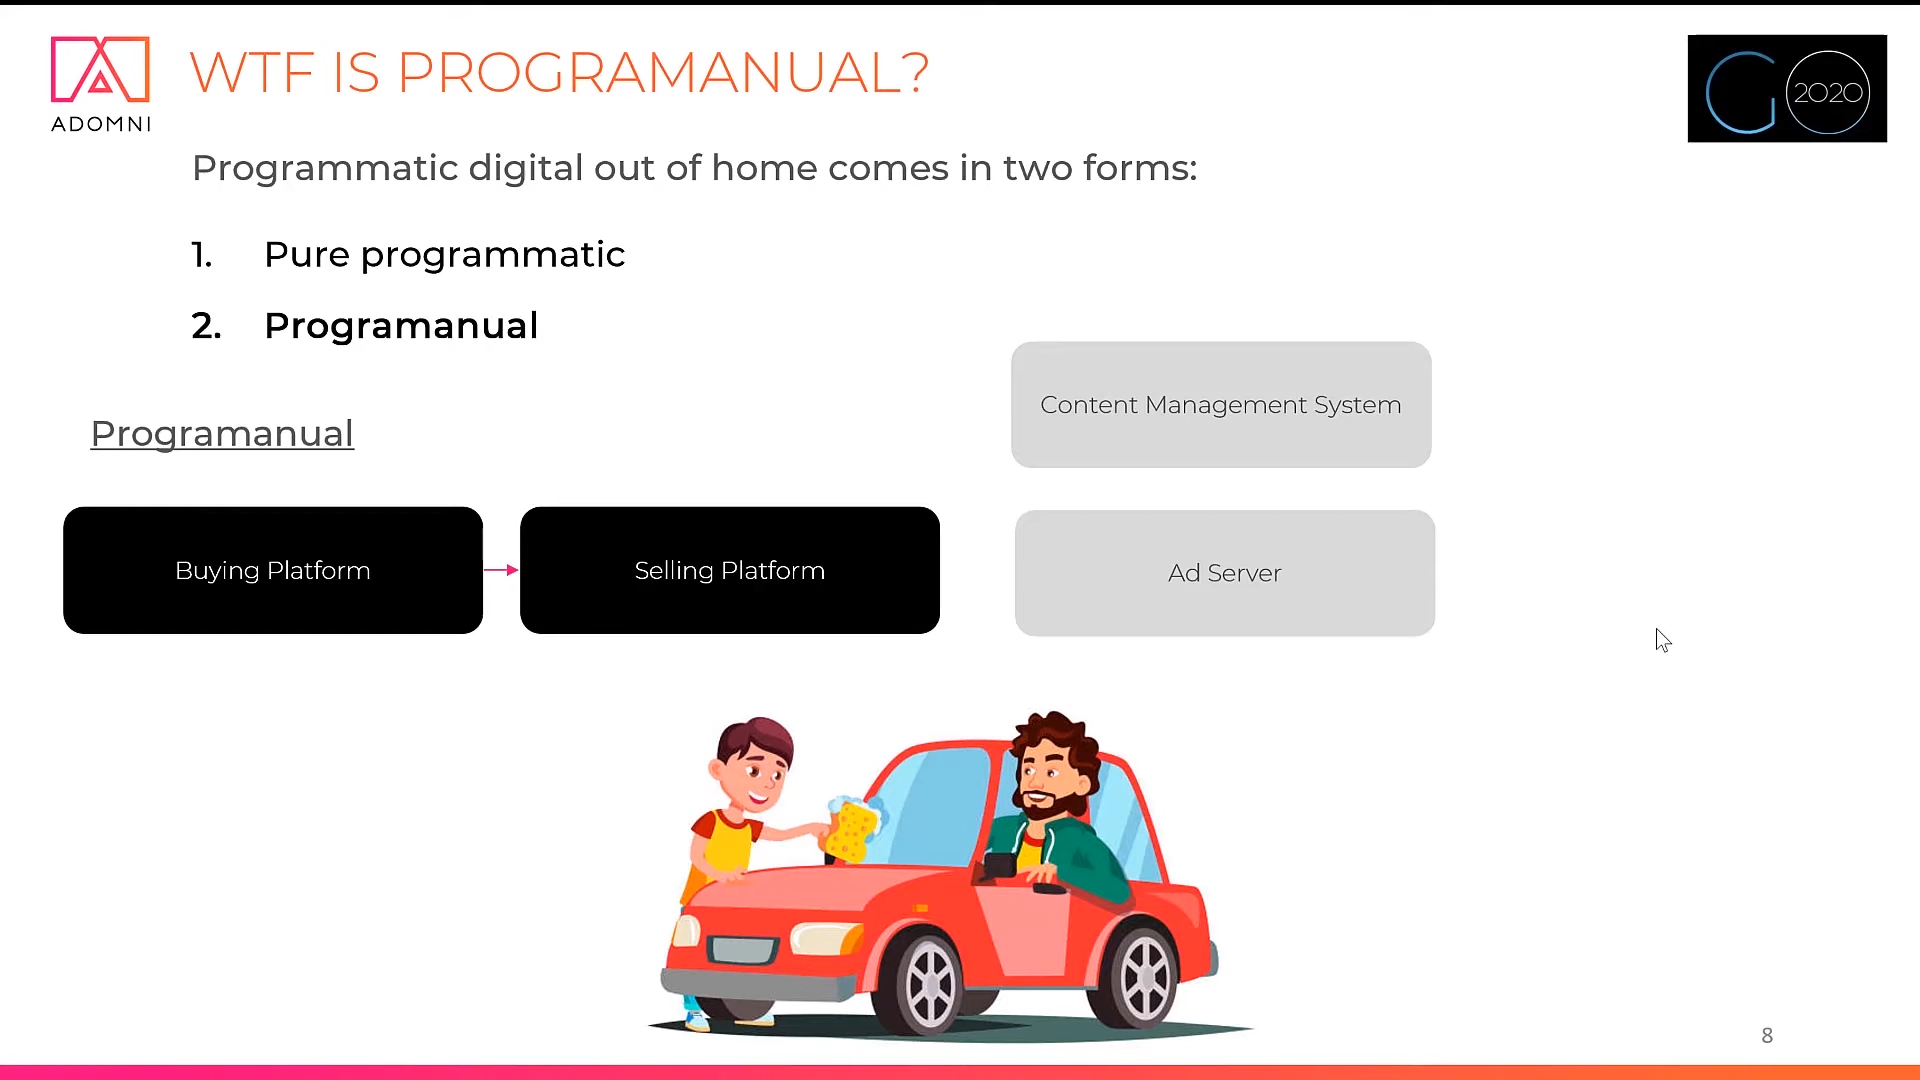 WTF IS PROGRAMANUAL?
ADOMNI
GO 2020
Programmatic digital out of home comes in two forms:
1. Pure programmatic
2. Programanual
Content Management System
Programanual
Buying Platform
Selling Platform
Ad Server
8